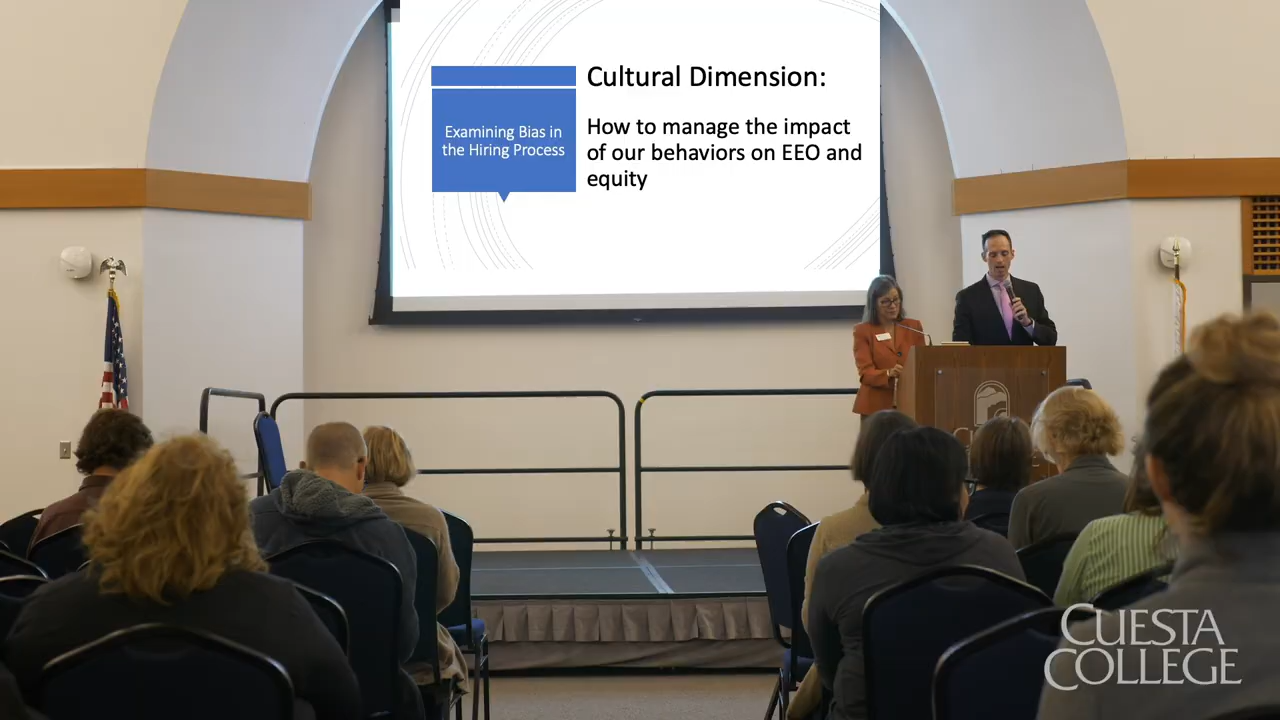 Cultural Dimension:
Examining Bias in
the Hiring Process
How to manage the impact
of our behaviors on EEO and
equity
CUESTA
COLLEGE